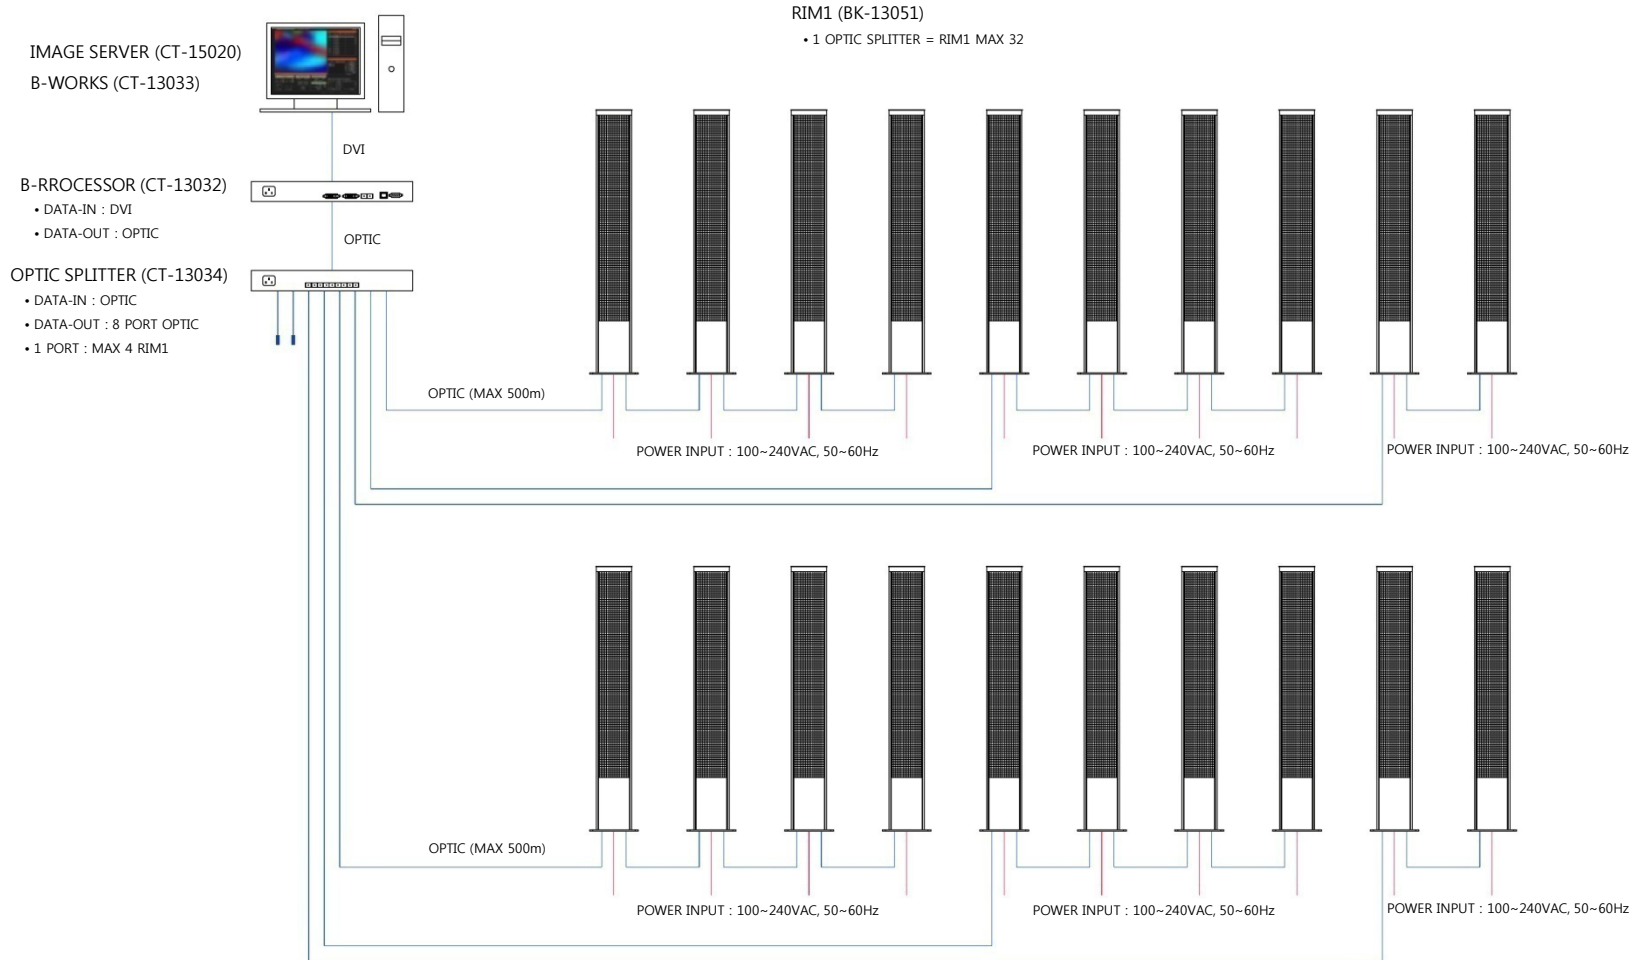 RIM1 (BK-13051)
• 1 OPTIC SPLITTER = RIM1 MAX 32
IMAGE SERVER (CT-15020)
B-WORKS (CT-13033)
DVI
B-RROCESSOR (CT-13032)
• DATA-IN : DVI
• DATA-OUT : OPTIC
OPTIC
OPTIC SPLITTER (CT-13034)
• DATA-IN : OPTIC
• DATA-OUT : 8 PORT OPTIC
• 1 PORT : MAX 4 RIM1
OPTIC (MAX 500m)
POWER INPUT : 100~240VAC, 50~60Hz
POWER INPUT : 100~240VAC, 50~60Hz
POWER INPUT : 100~240VAC, 50~60Hz
OPTIC (MAX 500m)
POWER INPUT : 100~240VAC, 50~60Hz
POWER INPUT : 100~240VAC, 50~60Hz
POWER INPUT : 100~240VAC, 50~60Hz